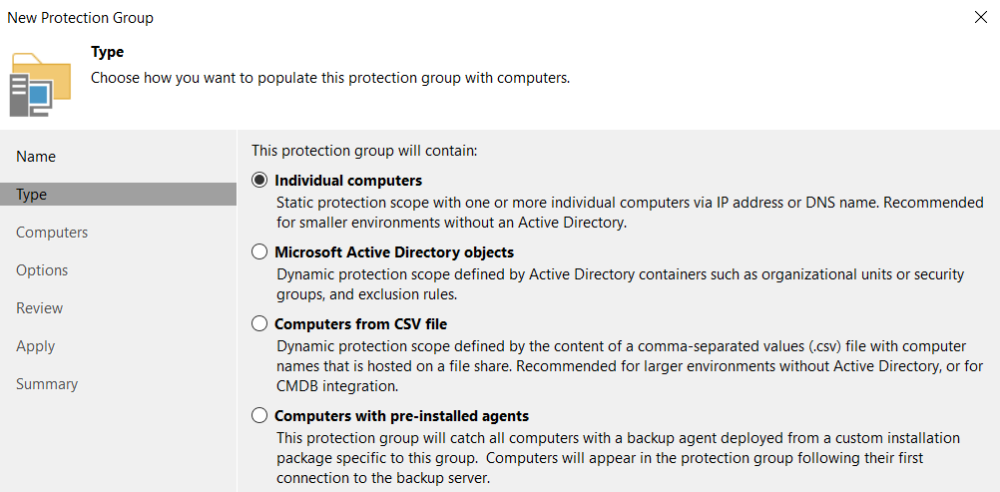 New Protection Group
Type
Choose how you want to populate this protection group with computers.
Name
Type
Computers
Options
Review
Apply
Summary
This protection group will contain:
Individual computers
Static protection scope with one or more individual computers via IP address or DNS name. Recommended
for smaller environments without an Active Directory.
Microsoft Active Directory objects
Dynamic protection scope defined by Active Directory containers such as organizational units or security
groups, and exclusion rules.
Computers from CSV file
Dynamic protection scope defined by the content of a comma-separated values (.csv) file with computer
names that is hosted on a file share. Recommended for larger environments without Active Directory, or for
CMDB integration.
Computers with pre-installed agents
This protection group will catch all computers with a backup agent deployed from a custom installation
package specific to this group.  Computers will appear in the protection group following their first
connection to the backup server.